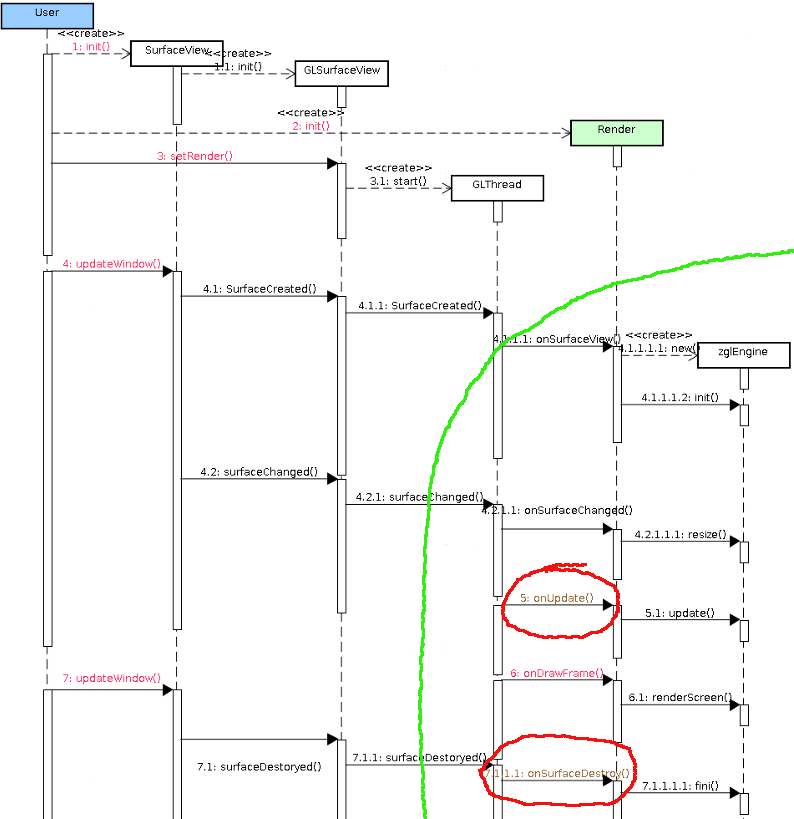 User
<<create>>
1: init()
SurfaceView
<<create>>
1.1: init()
GLSurfaceView
<<create>>
2: init()
Render
3: setRender()
<<create>>
3.1: start()
GLThread
4: updateWindow()
4.1: SurfaceCreated()
4.1.1: SurfaceCreated()
4.1.1.1: onSurfaceView()
<<create>>
4.1.1.1.1: new()
zglEngine
4.1.1.1.2: init()
4.2: surfaceChanged()
4.2.1: surfaceChanged()
4.2.1.1: onSurfaceChanged()
4.2.1.1.1: resize()
5: onUpdate()
5.1: update()
6: onDrawFrame()
7: updateWindow()
6.1: renderScreen()
7.1: surfaceDestoryed()
7.1.1: surfaceDestoryed()
7.1.1.1: onSurfaceDestroy()
7.1.1.1.1: fini()